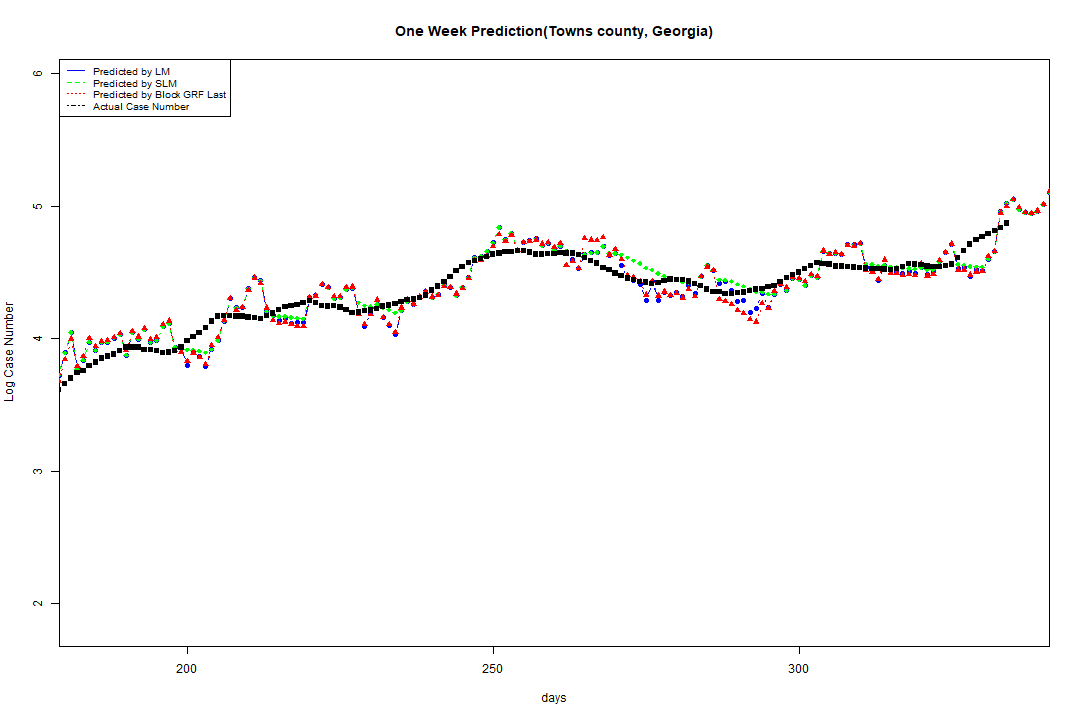 One Week Prediction(Towns county, Georgia)
Predicted by LM
Predicted by SLM
Predicted by Block GRF Last
Actual Case Number
6
5
4
3
2
Log Case Number
200
250
300
days